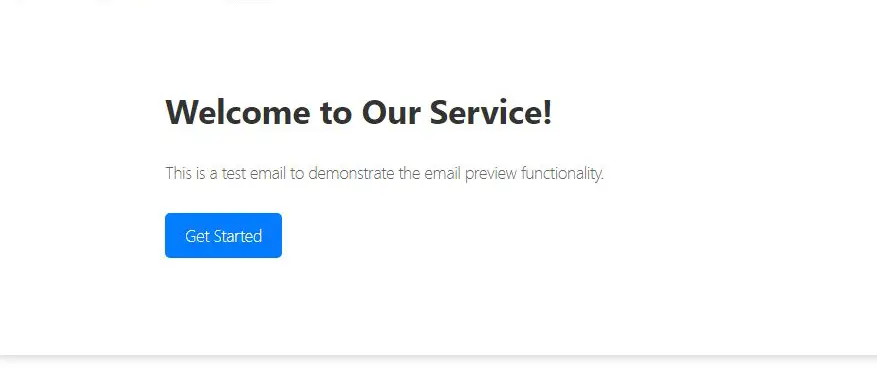 Welcome to Our Service!
This is a test email to demonstrate the email preview functionality.
Get Started